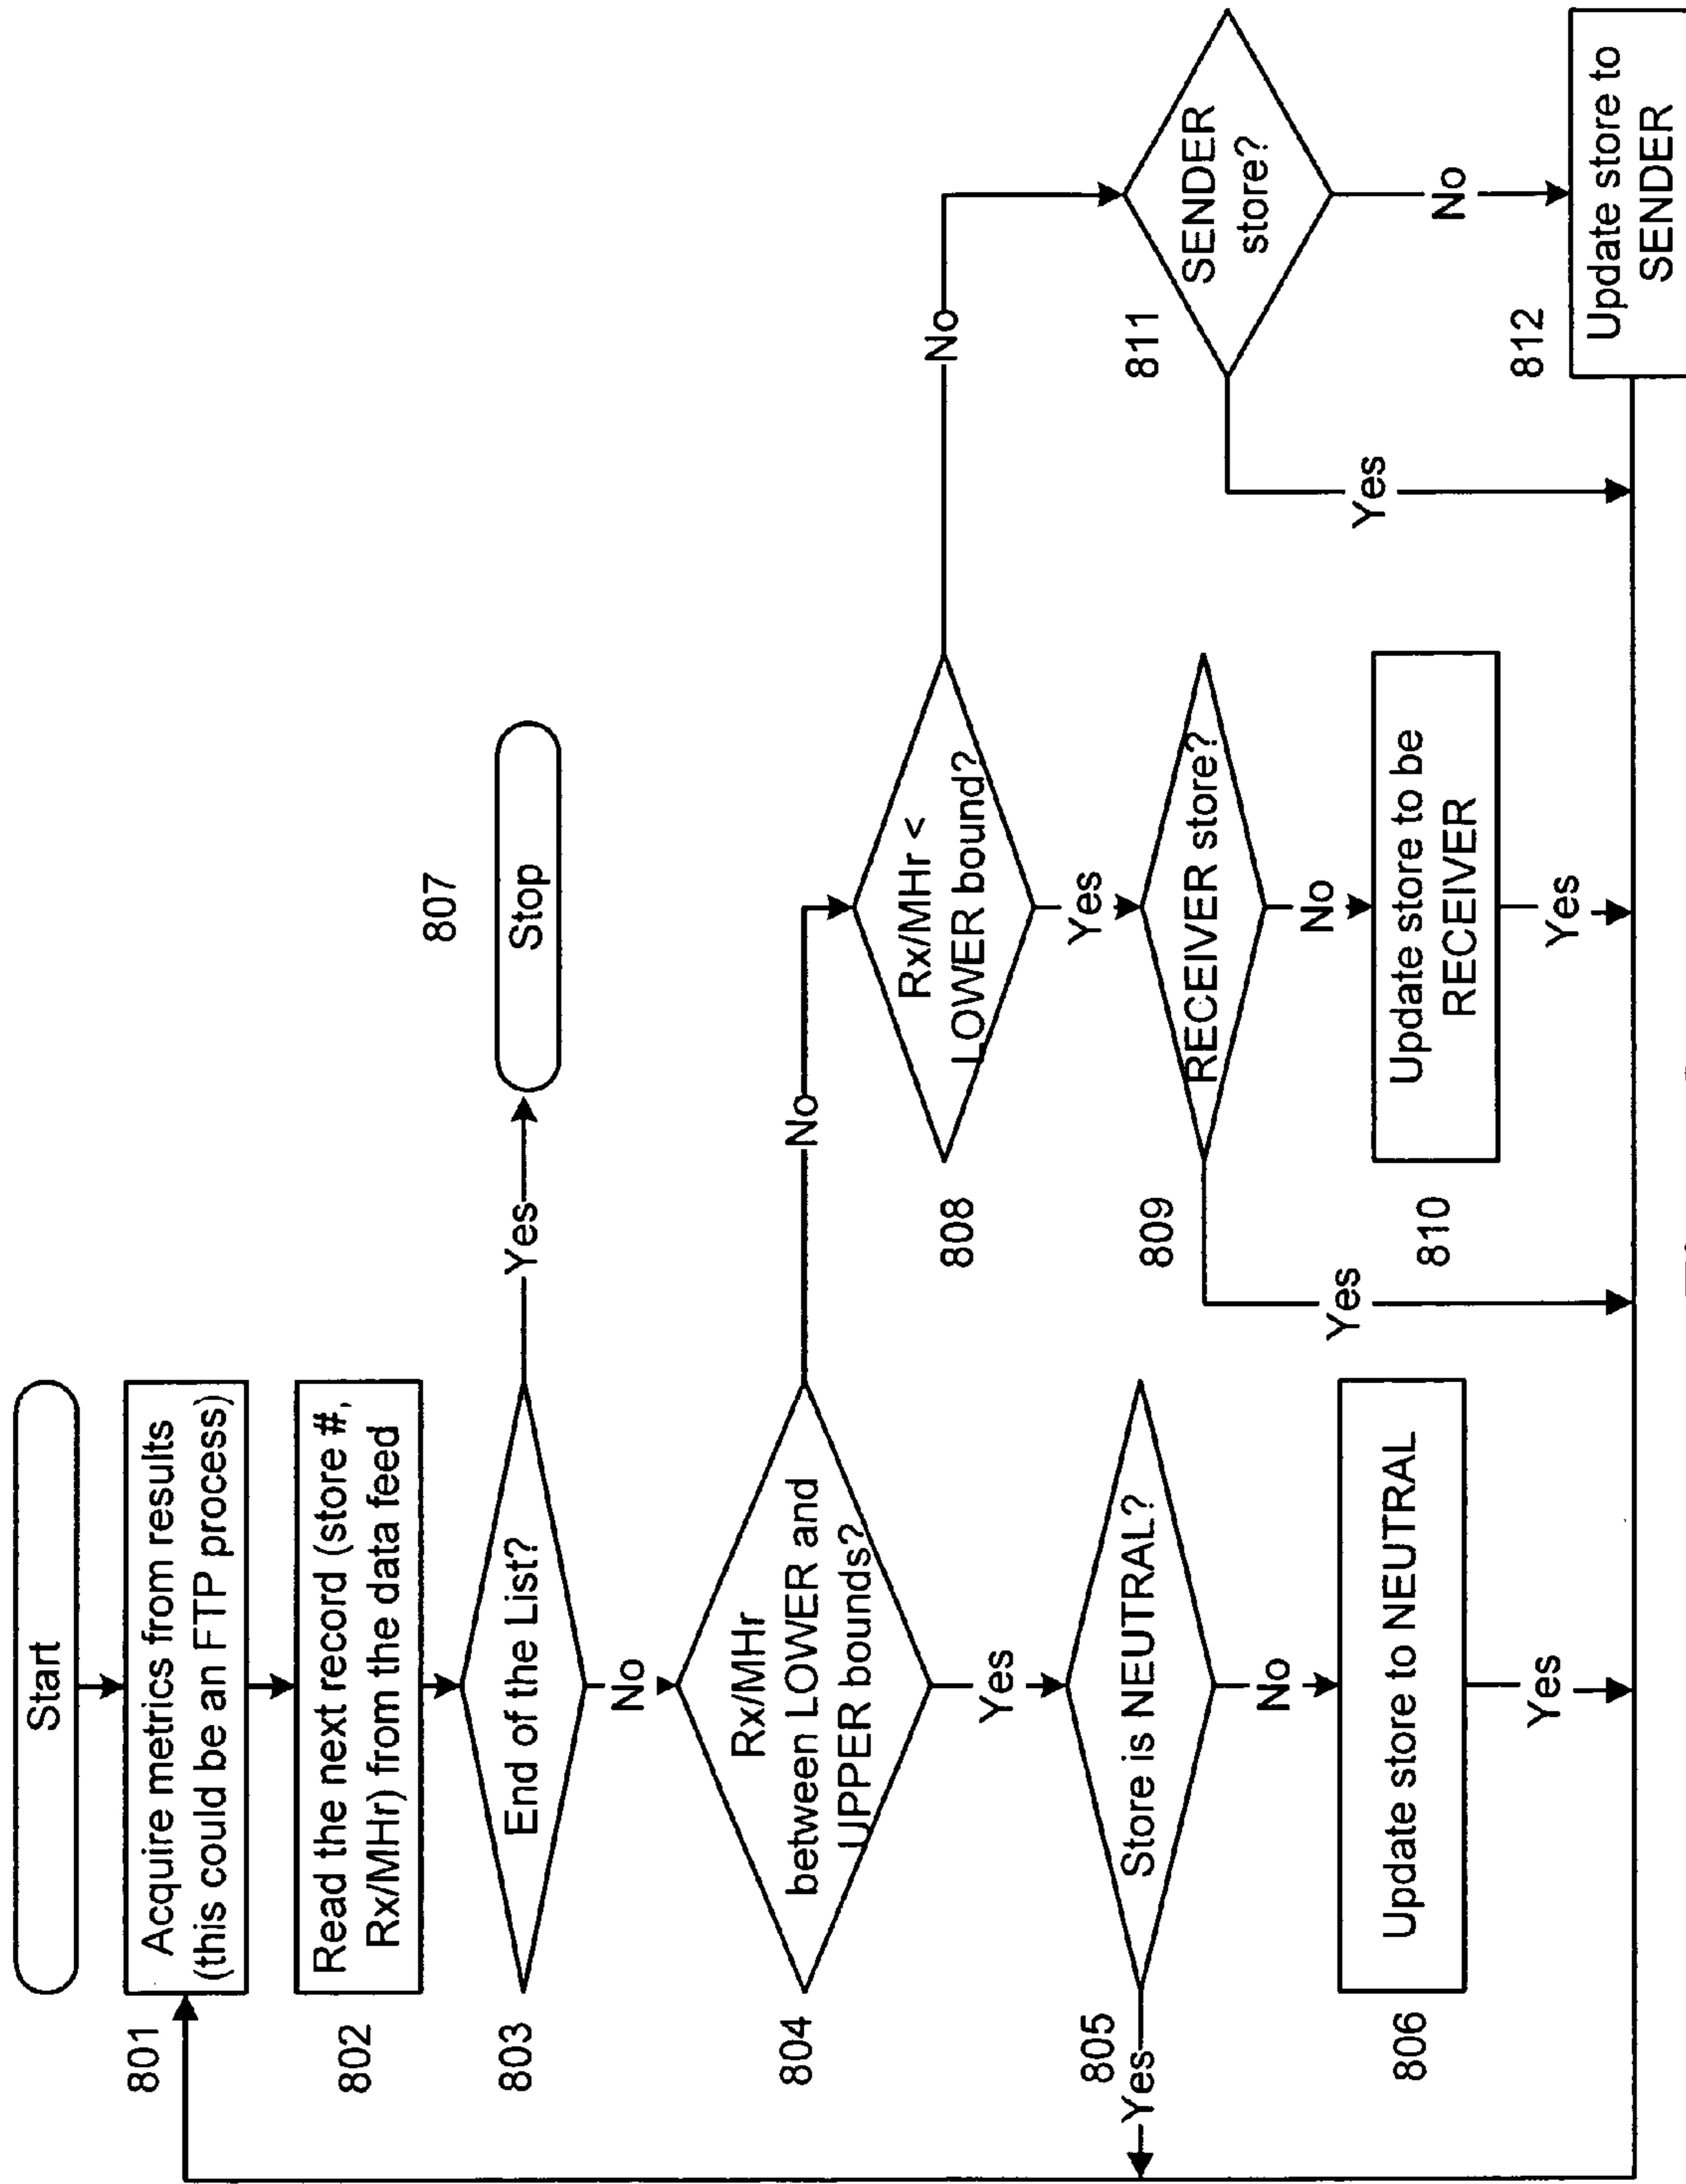 Start
801
Acquire metrics from results
(this could be an FTP process)
802
Read the next record (store #,
Rx/MHr) from the data feed
803
End of the List?
Yes
807
Stop
No
804
Rx/MHr
between LOWER and
UPPER bounds?
No
Yes
805
Store is NEUTRAL?
Yes
No
806
Update store to NEUTRAL
Yes
808
Rx/MHr <
LOWER bound?
No
Yes
809
RECEIVER store?
Yes
No
810
Update store to be
RECEIVER
Yes
811
SENDER
store?
Yes
No
812
Update store to
SENDER